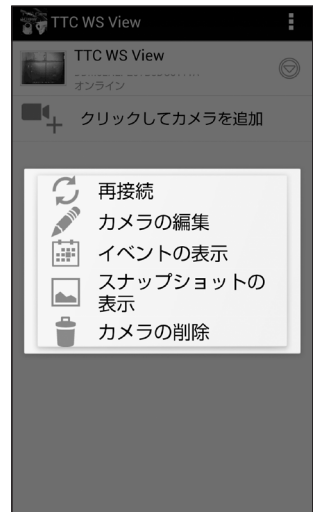 TTC WS View
TTC WS View
オンライン
クリックしてカメラを追加
再接続
カメラの編集
イベントの表示
スナップショットの
表示
カメラの削除